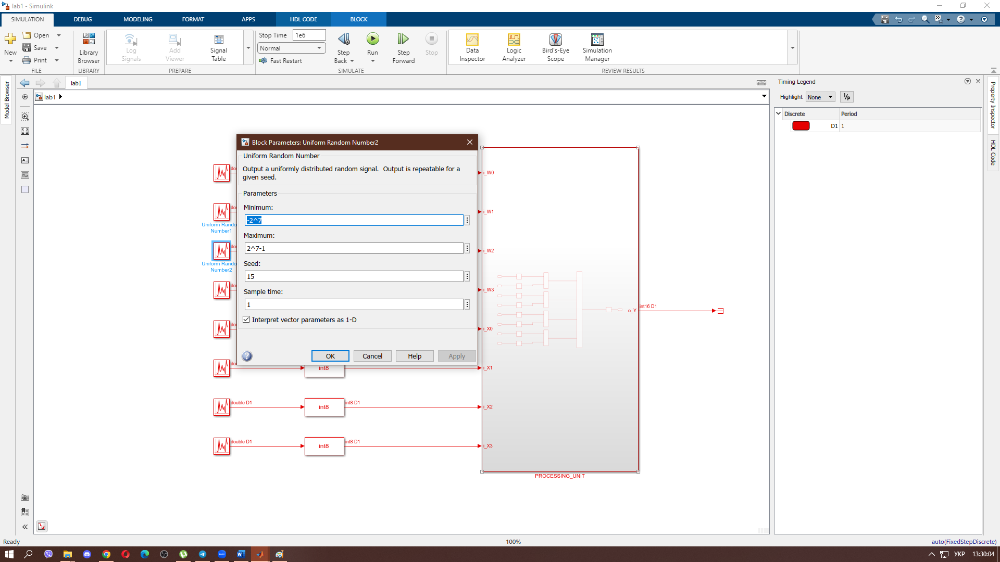 lab1 - Simulink
SIMULATION
DEBUG
MODELING
FORMAT
APPS
HDL CODE
BLOCK
New
Open
Save
Print
FILE
Library
Browser
LIBRARY
Log
Signals
Add
Viewer
Signal
Table
PREPARE
Stop Time 1e6
Normal
Fast Restart
Step
Back
Run
Step
Forward
Stop
SIMULATE
Data
Inspector
Logic
Analyzer
Bird's-Eye
Scope
Simulation
Manager
REVIEW RESULTS
Model Browser
lab1
lab1
Block Parameters: Uniform Random Number2
Uniform Random Number
Output a uniformly distributed random signal. Output is repeatable for a
given seed.
Parameters
Minimum:
-2^7
Maximum:
2^7-1
Seed:
15
Sample time:
1
Interpret vector parameters as 1-D
OK
Cancel
Help
Apply
dou
dou
Uniform Rando
Number1
dou
Uniform Rando
Number2
dou
dou
dou
int8
double D1
int8
int8 D1
double D1
int8
int8 D1
i_W0
i_W1
i_W2
i_W3
i_X0
i_X1
i_X2
i_X3
o_Y
int16 D1
PROCESSING_UNIT
Timing Legend
Highlight None
1/p
Discrete Period
D1 1
Property Inspector
HDL Code
Ready
100%
auto(FixedStepDiscrete)
УКР
13:30:04